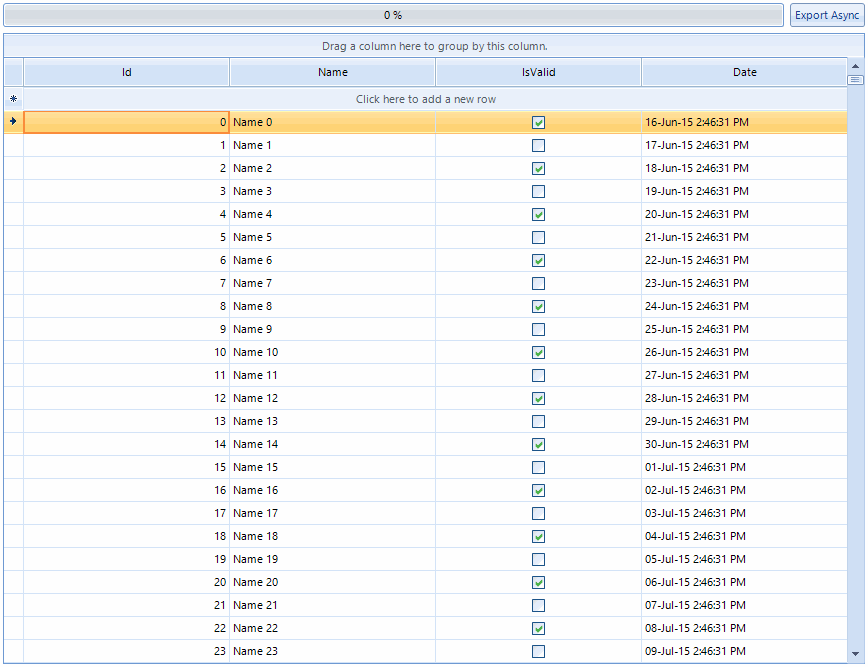 0 % Export Async
Drag a column here to group by this column.
Id Name IsValid Date
Click here to add a new row
0 Name 0 16-Jun-15 2:46:31 PM
1 Name 1 17-Jun-15 2:46:31 PM
2 Name 2 18-Jun-15 2:46:31 PM
3 Name 3 19-Jun-15 2:46:31 PM
4 Name 4 20-Jun-15 2:46:31 PM
5 Name 5 21-Jun-15 2:46:31 PM
6 Name 6 22-Jun-15 2:46:31 PM
7 Name 7 23-Jun-15 2:46:31 PM
8 Name 8 24-Jun-15 2:46:31 PM
9 Name 9 25-Jun-15 2:46:31 PM
10 Name 10 26-Jun-15 2:46:31 PM
11 Name 11 27-Jun-15 2:46:31 PM
12 Name 12 28-Jun-15 2:46:31 PM
13 Name 13 29-Jun-15 2:46:31 PM
14 Name 14 30-Jun-15 2:46:31 PM
15 Name 15 01-Jul-15 2:46:31 PM
16 Name 16 02-Jul-15 2:46:31 PM
17 Name 17 03-Jul-15 2:46:31 PM
18 Name 18 04-Jul-15 2:46:31 PM
19 Name 19 05-Jul-15 2:46:31 PM
20 Name 20 06-Jul-15 2:46:31 PM
21 Name 21 07-Jul-15 2:46:31 PM
22 Name 22 08-Jul-15 2:46:31 PM
23 Name 23 09-Jul-15 2:46:31 PM